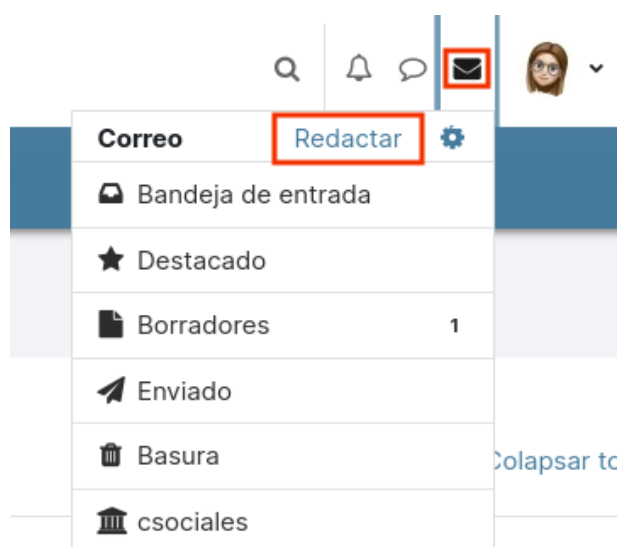 Correo Redactar
Bandeja de entrada
Destacado
Borradores 1
Enviado
Basura
Colapsar to
csociales